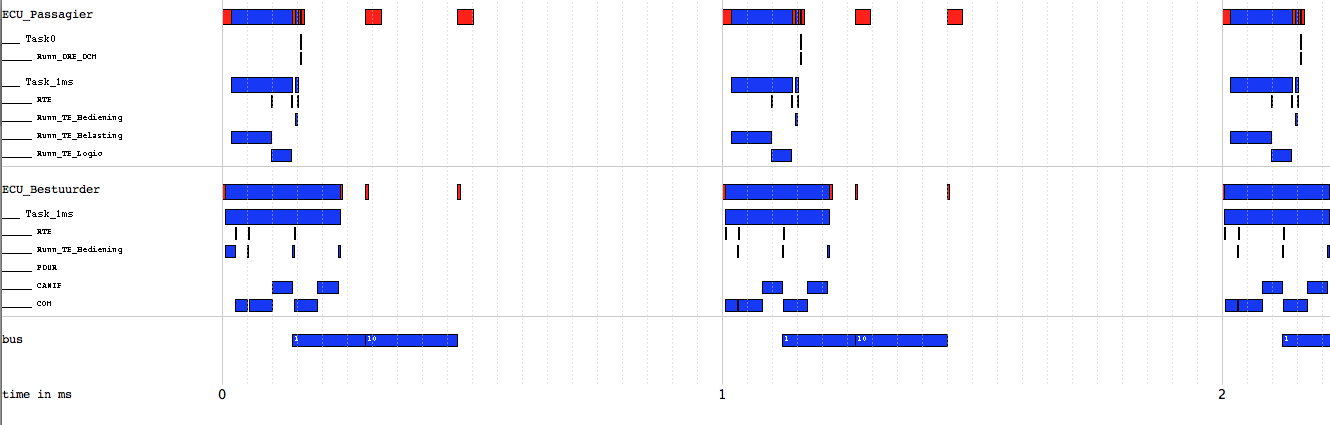 ECU_Passagier
Task0
Runn_DRE_DCM
Task_1ms
RTE
Runn_TE_Bediening
Runn_TE_Belasting
Runn_TE_Logic
ECU_Bestuurder
Task_1ms
RTE
Runn_TE_Bediening
PDUR
CANIF
COM
bus 1 10 1 10 1
time in ms 0 1 2